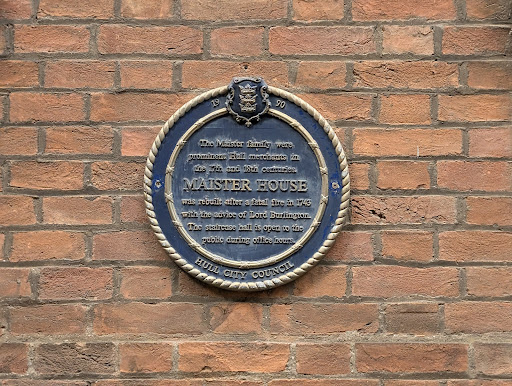 1990
The Maister family were
prominent Hull merchants in
the 17th and 18th centuries
MAISTER HOUSE
was rebuilt after a fatal fire in 1743
with the advice of Lord Burlington.
The staircase hall is open to the
public during office hours.
HULL CITY COUNCIL